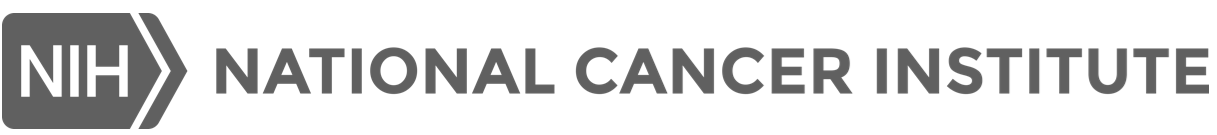 NIH NATIONAL CANCER INSTITUTE